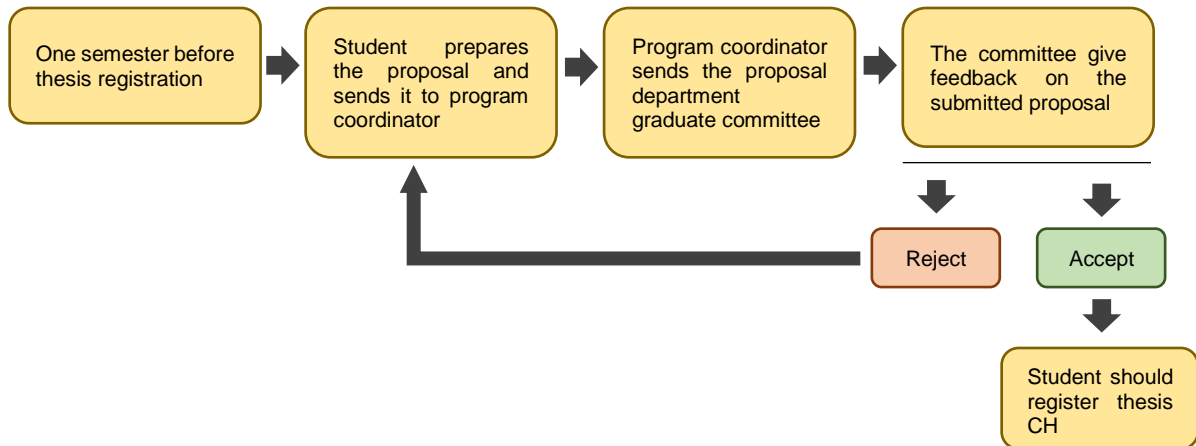 One semester before
thesis registration
Student prepares
the proposal and
sends it to program
coordinator
Program coordinator
sends the proposal
department
graduate committee
The committee give
feedback on the
submitted proposal
Reject
Accept
Student should
register thesis
CH